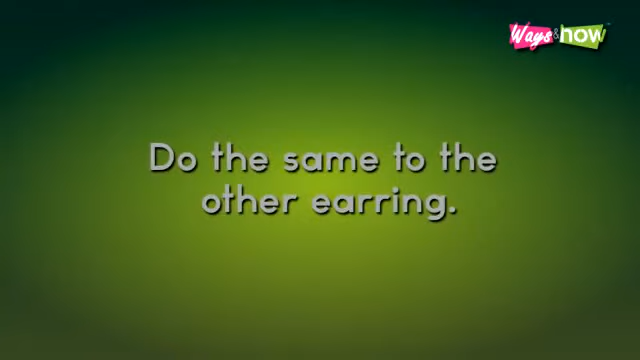 Ways&how
Do the same to the
other earring.